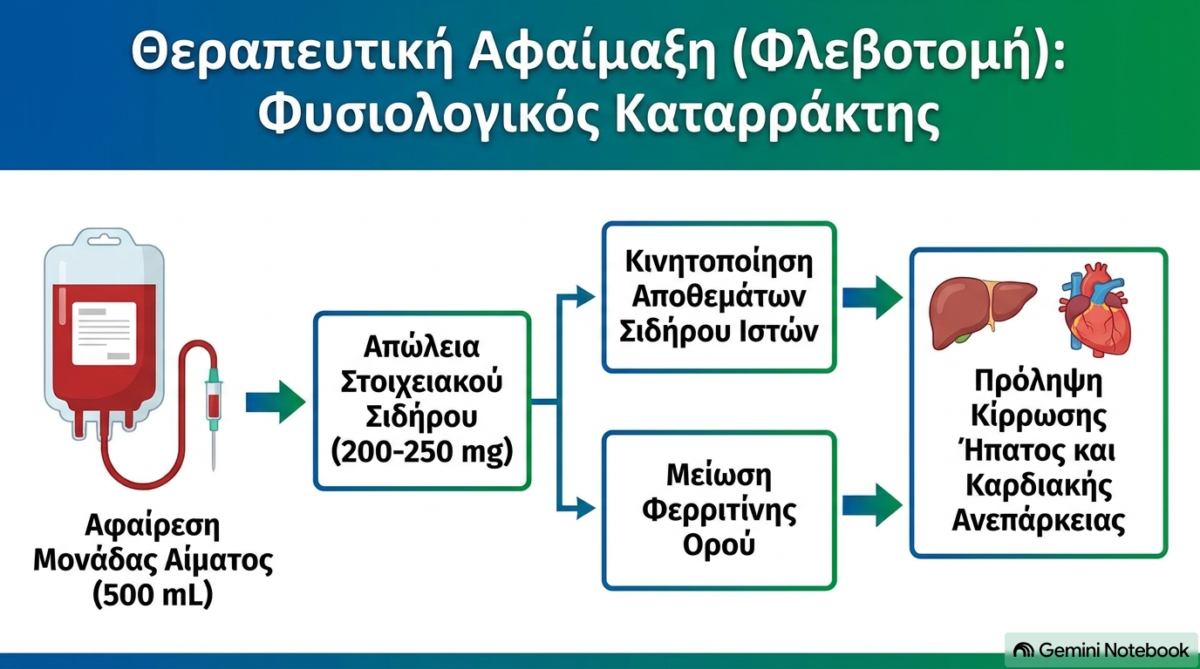 Θεραπευτική Αφαίμαξη (Φλεβοτομή):
Φυσιολογικός Καταρράκτης
Αφαίρεση
Μονάδας Αίματος
(500 mL)
Απώλεια
Στοιχειακού
Σιδήρου
(200-250 mg)
Κινητοποίηση
Αποθεμάτων
Σιδήρου Ιστών
Μείωση
Φερριτίνης
Ορού
Πρόληψη
Κίρρωσης
Ήπατος και
Καρδιακής
Ανεπάρκειας
Gemini Notebook